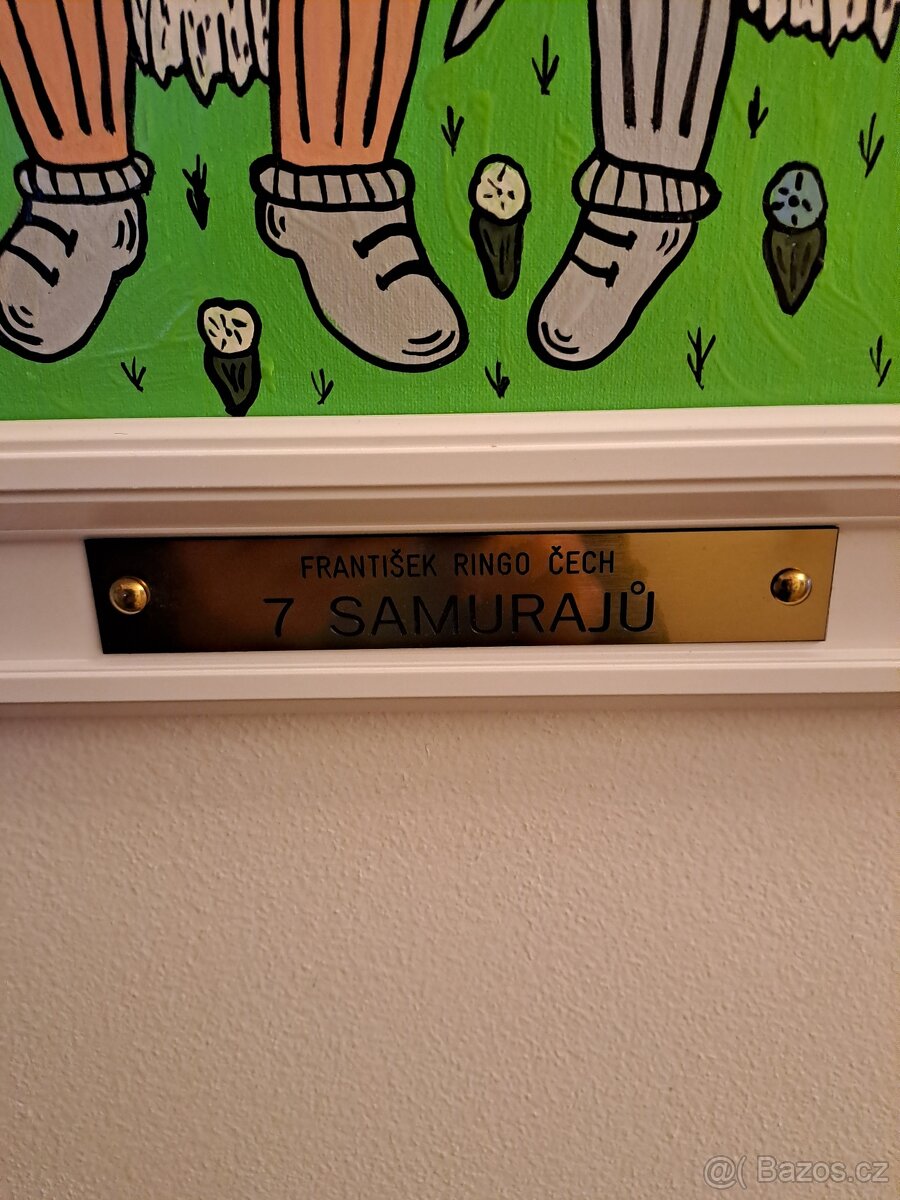 FRANTIŠEK RINGO ČECH
7 SAMURAJŮ
@( Bazos.cz